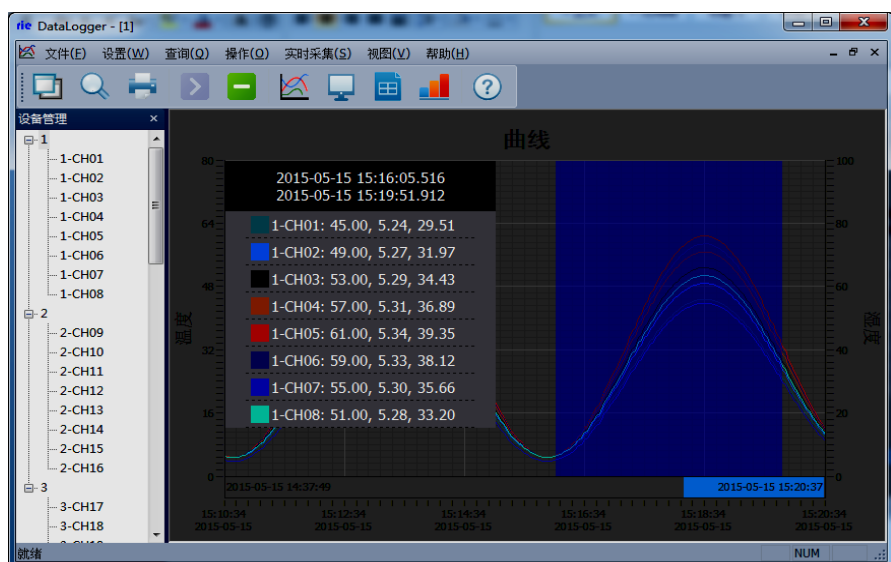 rie DataLogger - [1]
文件(F) 设置(W) 查询(Q) 操作(O) 实时采集(S) 视图(V) 帮助(H)
设备管理
1
1-CH01
1-CH02
1-CH03
1-CH04
1-CH05
1-CH06
1-CH07
1-CH08
2
2-CH09
2-CH10
2-CH11
2-CH12
2-CH13
2-CH14
2-CH15
2-CH16
3
3-CH17
3-CH18
曲线
2015-05-15 15:16:05.516
2015-05-15 15:19:51.912
1-CH01: 45.00, 5.24, 29.51
1-CH02: 49.00, 5.27, 31.97
1-CH03: 53.00, 5.29, 34.43
1-CH04: 57.00, 5.31, 36.89
1-CH05: 61.00, 5.34, 39.35
1-CH06: 59.00, 5.33, 38.12
1-CH07: 55.00, 5.30, 35.66
1-CH08: 51.00, 5.28, 33.20
温度
80
64
48
32
16
0
湿度
100
80
60
40
20
0
2015-05-15 14:37:49
2015-05-15 15:20:37
15:10:34 15:12:34 15:14:34 15:16:34 15:18:34 15:20:34
2015-05-15 2015-05-15 2015-05-15 2015-05-15 2015-05-15 2015-05-15
就绪
NUM